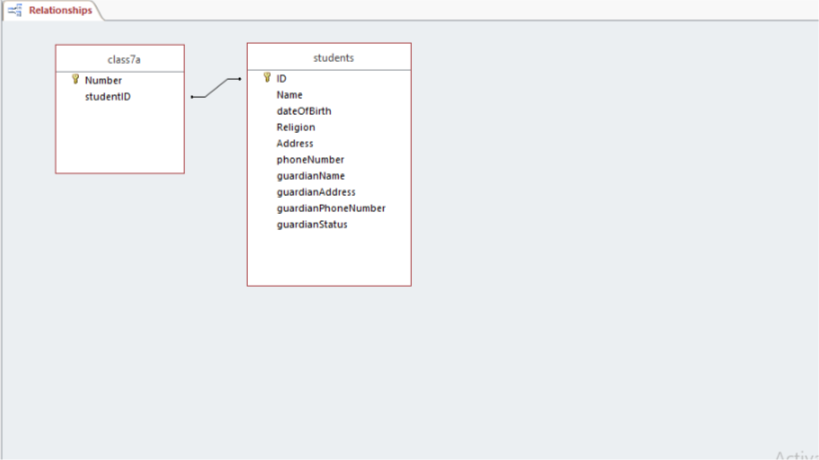 Relationships
class7a
Number
studentID
students
ID
Name
dateOfBirth
Religion
Address
phoneNumber
guardianName
guardianAddress
guardianPhoneNumber
guardianStatus